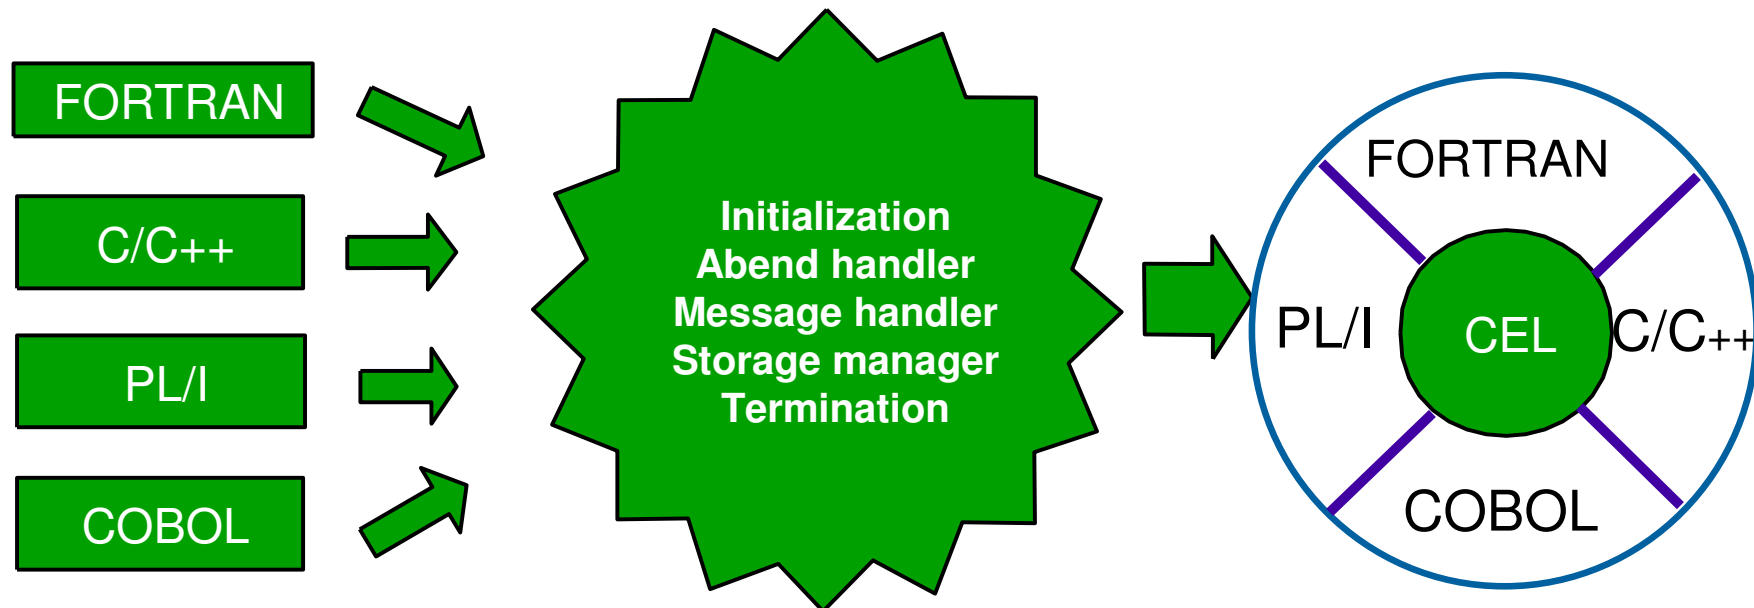 FORTRAN
C/C++
PL/I
COBOL
Initialization
Abend handler
Message handler
Storage manager
Termination
FORTRAN
PL/I
CEL
C/C++
COBOL